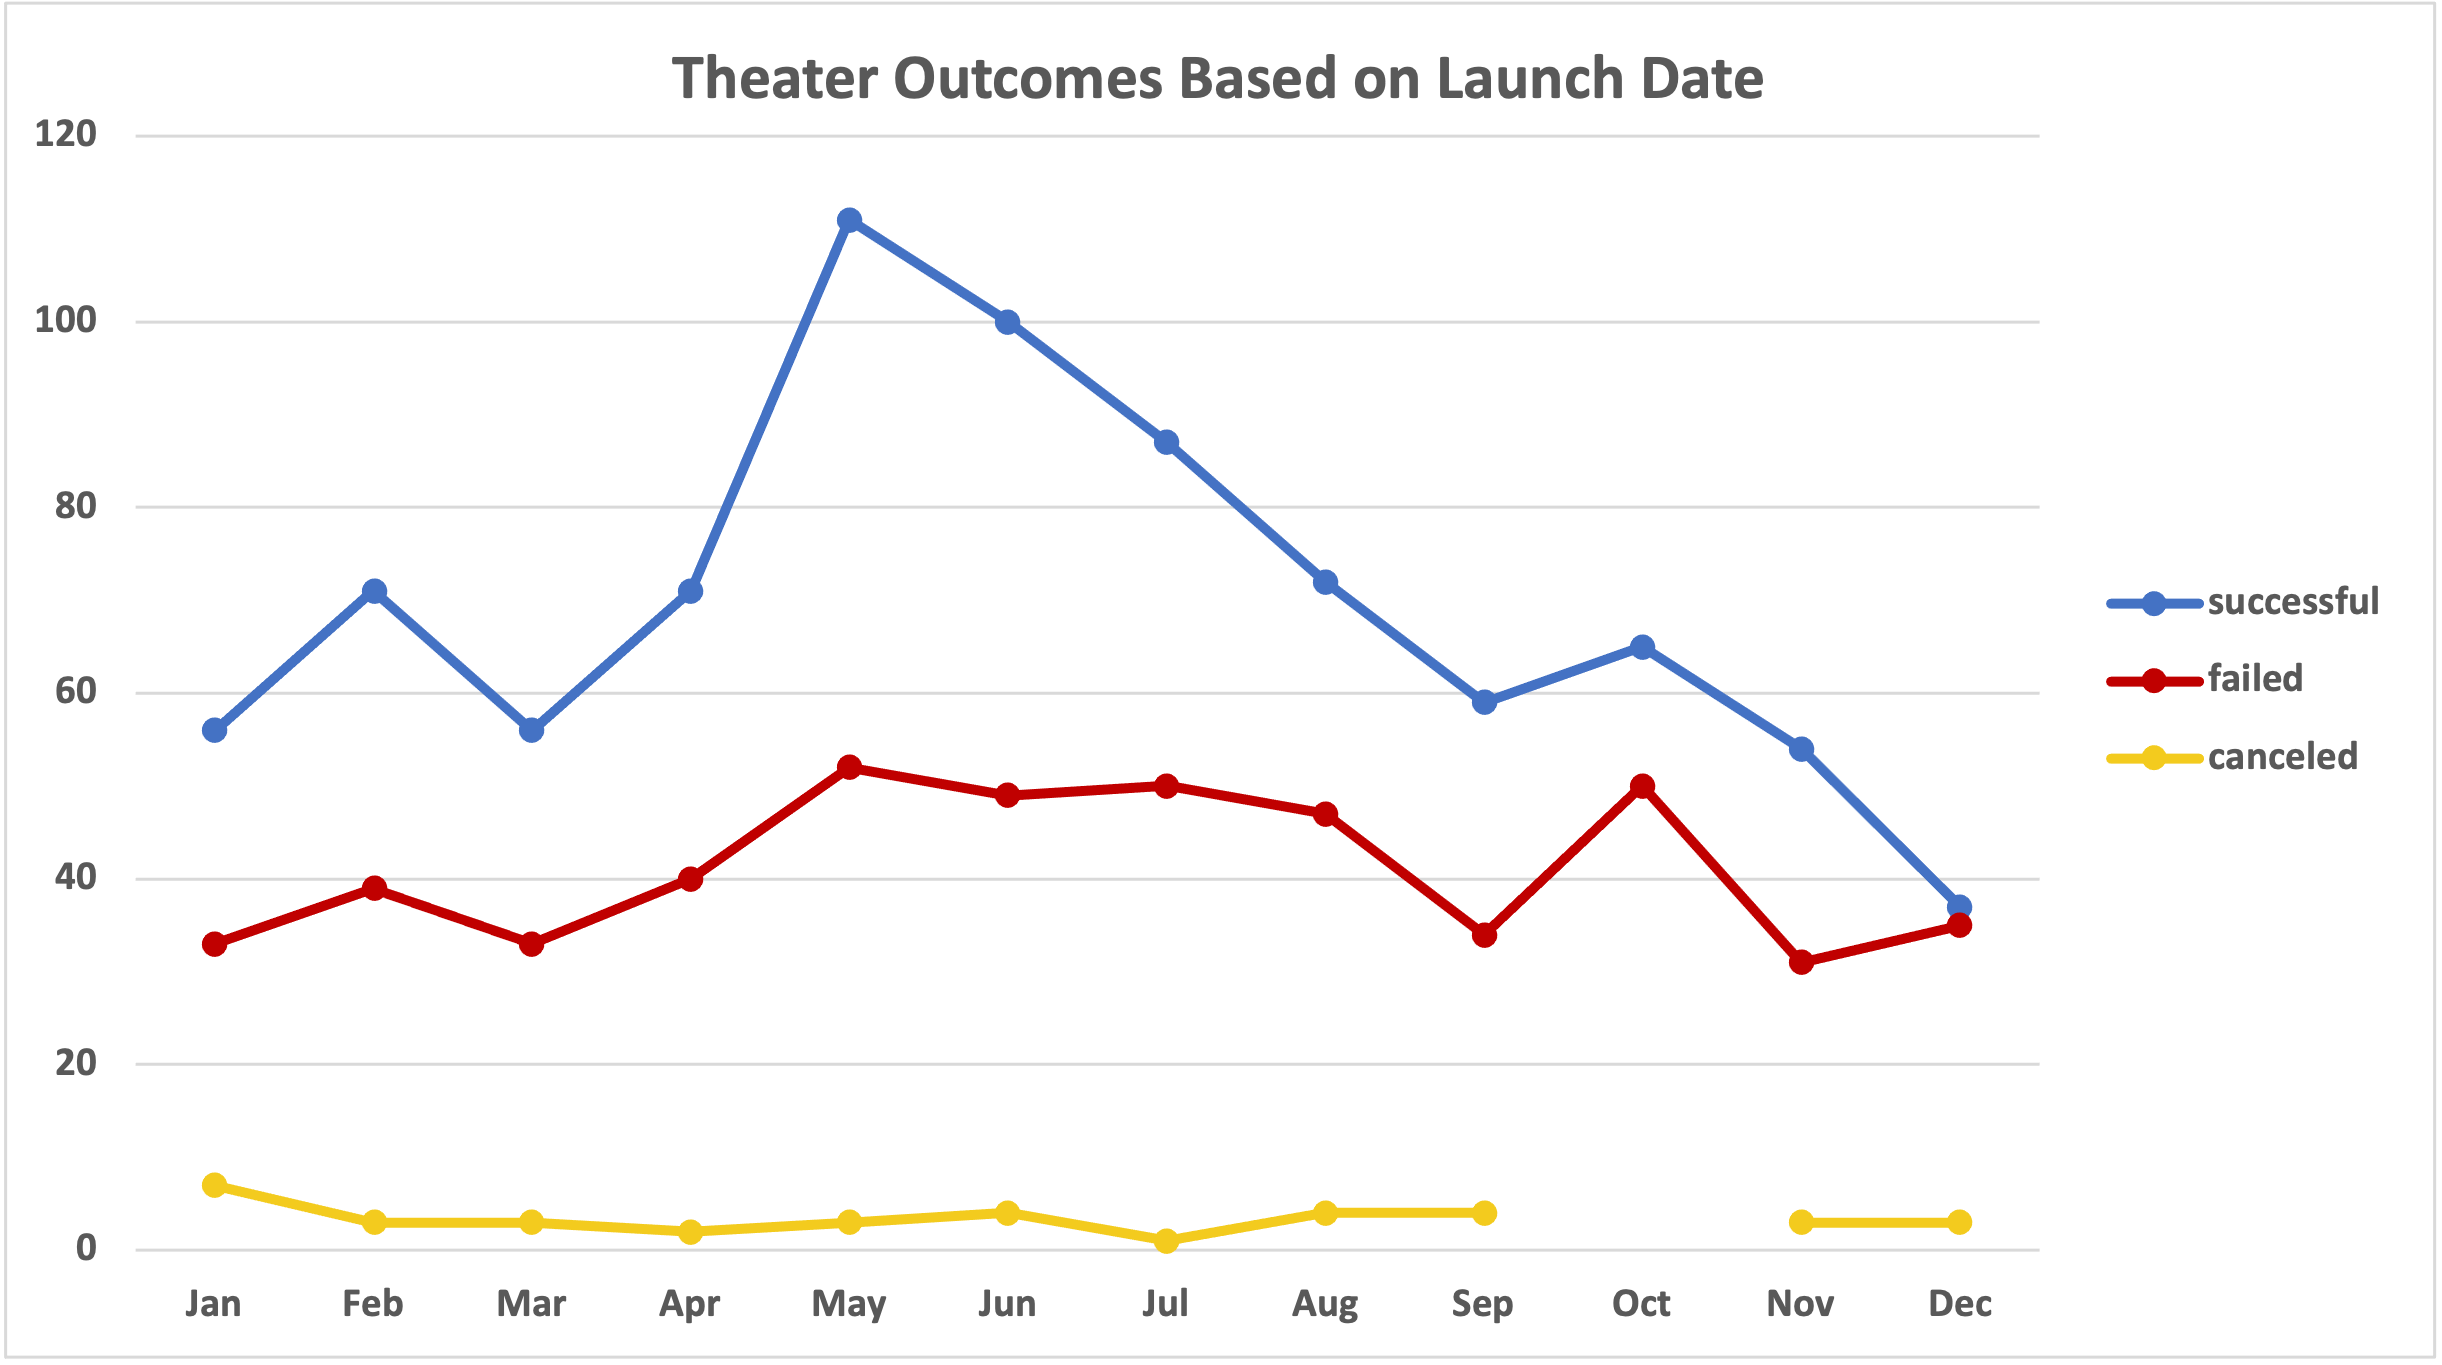 Theater Outcomes Based on Launch Date
120
100
80
60
40
20
0
Jan Feb Mar Apr May Jun Jul Aug Sep Oct Nov Dec
successful
failed
canceled